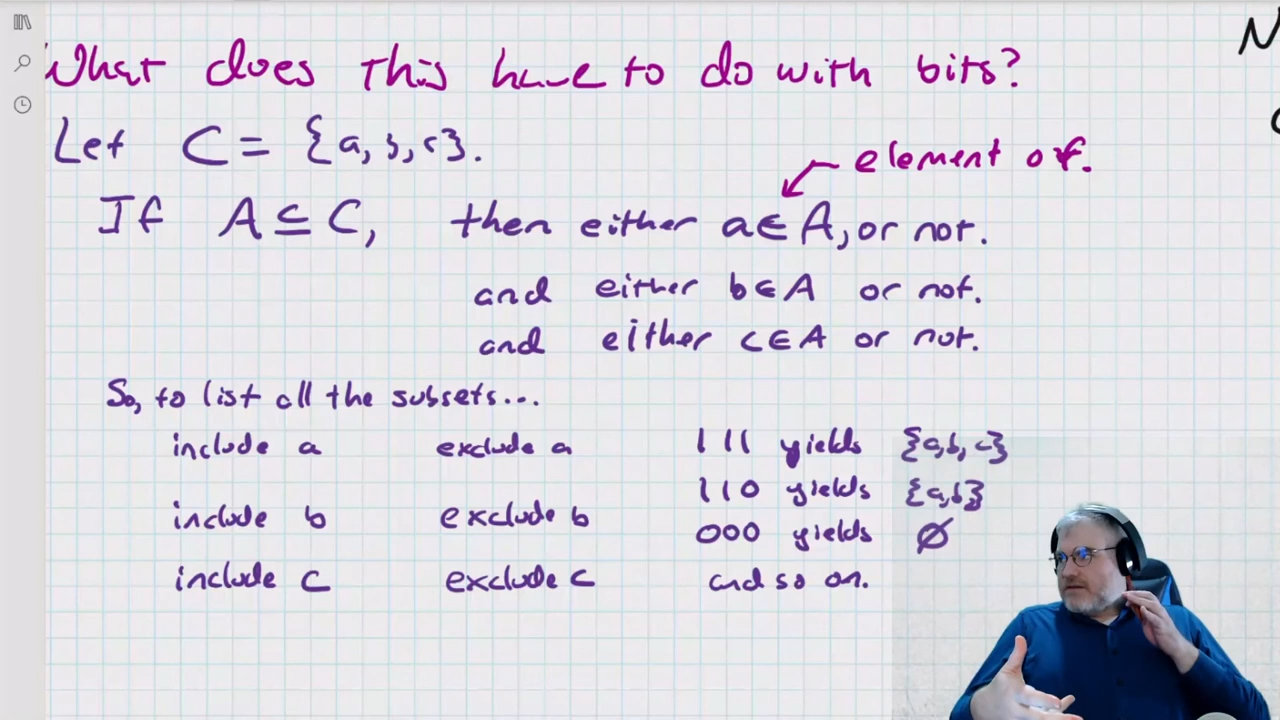 What does this have to do with bits?
Let C = {a, b, c}.
element of.
If A ⊆ C, then either a ∈ A, or not.
and either b ∈ A or not.
and either c ∈ A or not.
So, to list all the subsets...
include a exclude a 111 yields {a, b, c}
110 yields {a, b}
include b exclude b
000 yields ∅
include c exclude c and so on.